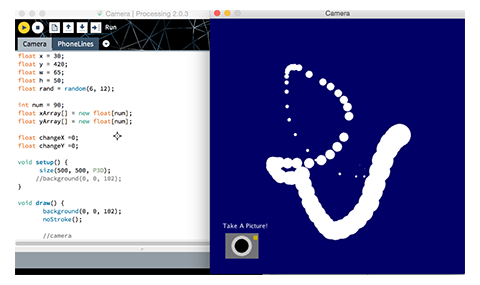 Camera | Processing 2.0.3
Run
Camera
PhoneLines
float x = 30;
float y = 420;
float w = 65;
float h = 50;
float rand = random(6, 12);
int num = 90;
float xArray[] = new float[num];
float yArray[] = new float[num];
float changeX =0;
float changeY =0;
void setup() {
size(500, 500, P3D);
//background(0, 0, 102);
}
void draw() {
background(0, 0, 102);
noStroke();
//camera
Camera
Take A Picture!